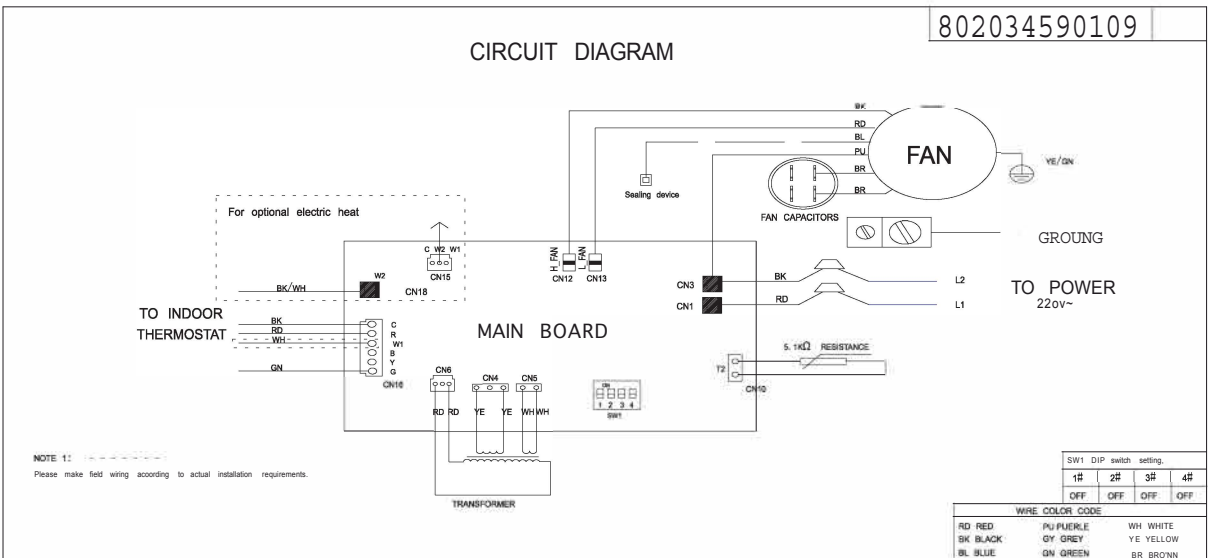 802034590109
CIRCUIT DIAGRAM
BK
RD
BL
PU
BR
BR
FAN
YE/GN
Sealing device
FAN CAPACITORS
GROUNG
For optional electric heat
C W2 W1
CN15
W2
CN18
BK/WH
H_FAN
L_FAN
CN12
CN13
CN3
CN1
BK
RD
L2
L1
TO POWER
22ov~
TO INDOOR
THERMOSTAT
BK
RD
WH
GN
C
R
W1
B
Y
G
CN16
MAIN BOARD
5.1KΩ RESISTANCE
T2
CN10
CN6
CN4
CN5
RD RD YE YE WH WH
ON
1 2 3 4
SW1
TRANSFORMER
NOTE 1:
Please make field wiring acoording to actual installation requirements.
SW1 DIP switch setting,
1# 2# 3# 4#
OFF OFF OFF OFF
WIRE COLOR CODE
RD RED PU PUERLE WH WHITE
BK BLACK GY GREY YE YELLOW
BL BLUE GN GREEN BR BRO'NN